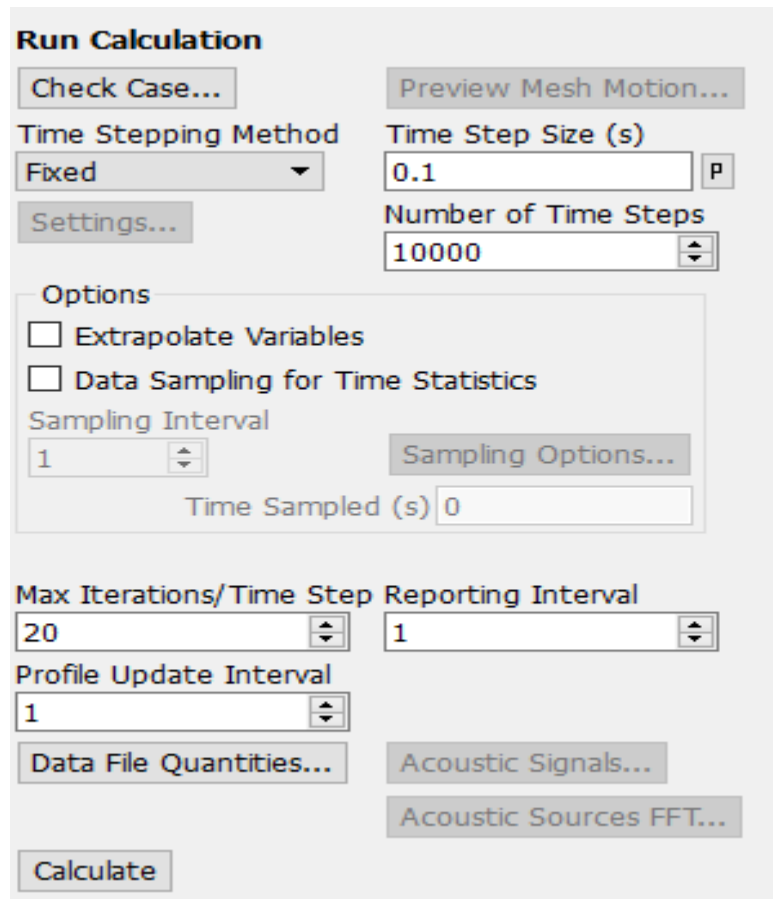 Run Calculation
Check Case... Preview Mesh Motion...
Time Stepping Method Time Step Size (s)
Fixed 0.1 P
Settings... Number of Time Steps
10000
Options
Extrapolate Variables
Data Sampling for Time Statistics
Sampling Interval
1 Sampling Options...
Time Sampled (s) 0
Max Iterations/Time Step Reporting Interval
20 1
Profile Update Interval
1
Data File Quantities... Acoustic Signals...
Acoustic Sources FFT...
Calculate